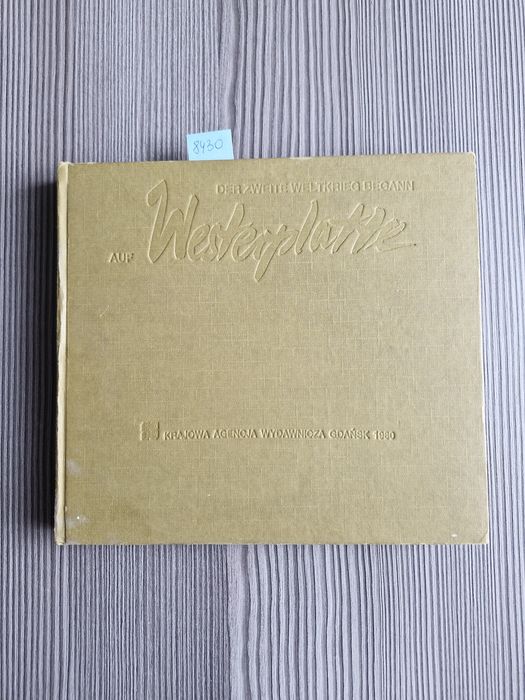 8430
DER ZWEITE WELTKRIEG BEGANN
AUF Westerplatte
KRAJOWA AGENCJA WYDAWNICZA GDAŃSK 1980